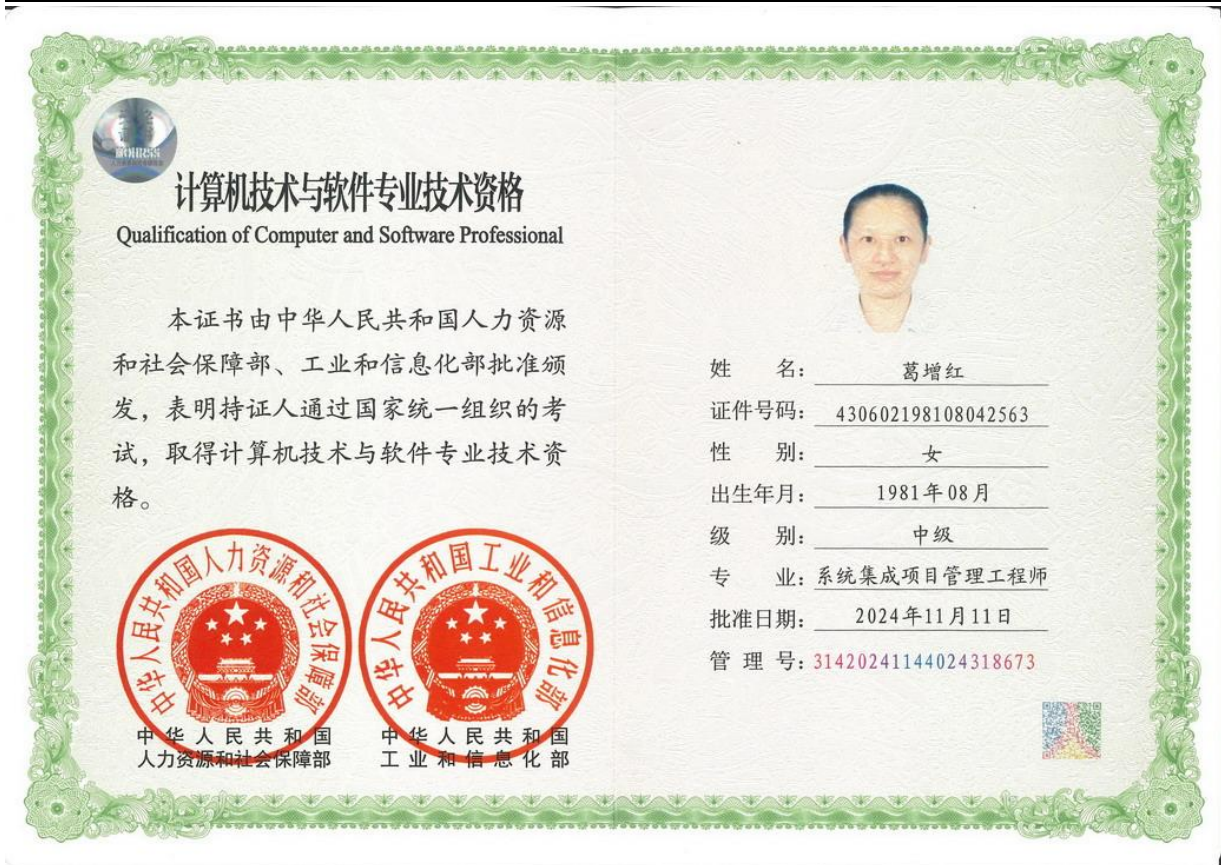 计算机技术与软件专业技术资格
Qualification of Computer and Software Professional
本证书由中华人民共和国人力资源
和社会保障部、工业和信息化部批准颁
发，表明持证人通过国家统一组织的考
试，取得计算机技术与软件专业技术资
格。
中华人民共和国人力资源和社会保障部
中华人民共和国工业和信息化部
中华人民共和国
人力资源和社会保障部
中华人民共和国
工业和信息化部
姓 名：葛增红
证件号码：430602198108042563
性 别：女
出生年月：1981年08月
级 别：中级
专 业：系统集成项目管理工程师
批准日期：2024年11月11日
管 理 号：31420241144024318673